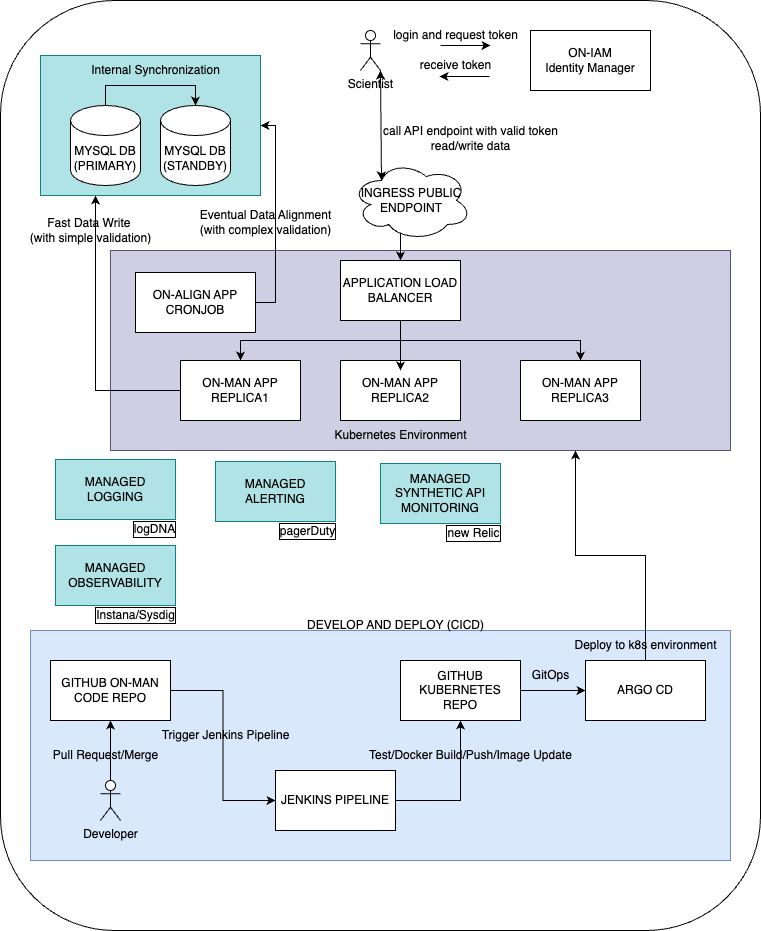 login and request token
receive token
ON-IAM
Identity Manager
Scientist
Internal Synchronization
MYSQL DB
(PRIMARY)
MYSQL DB
(STANDBY)
call API endpoint with valid token
read/write data
INGRESS PUBLIC
ENDPOINT
Fast Data Write
(with simple validation)
Eventual Data Alignment
(with complex validation)
ON-ALIGN APP
CRONJOB
APPLICATION LOAD
BALANCER
ON-MAN APP
REPLICA1
ON-MAN APP
REPLICA2
ON-MAN APP
REPLICA3
Kubernetes Environment
MANAGED
LOGGING
logDNA
MANAGED
ALERTING
pagerDuty
MANAGED
SYNTHETIC API
MONITORING
new Relic
MANAGED
OBSERVABILITY
Instana/Sysdig
DEVELOP AND DEPLOY (CICD)
Deploy to k8s environment
GITHUB ON-MAN
CODE REPO
GITHUB
KUBERNETES
REPO
GitOps
ARGO CD
Trigger Jenkins Pipeline
Pull Request/Merge
Test/Docker Build/Push/Image Update
JENKINS PIPELINE
Developer